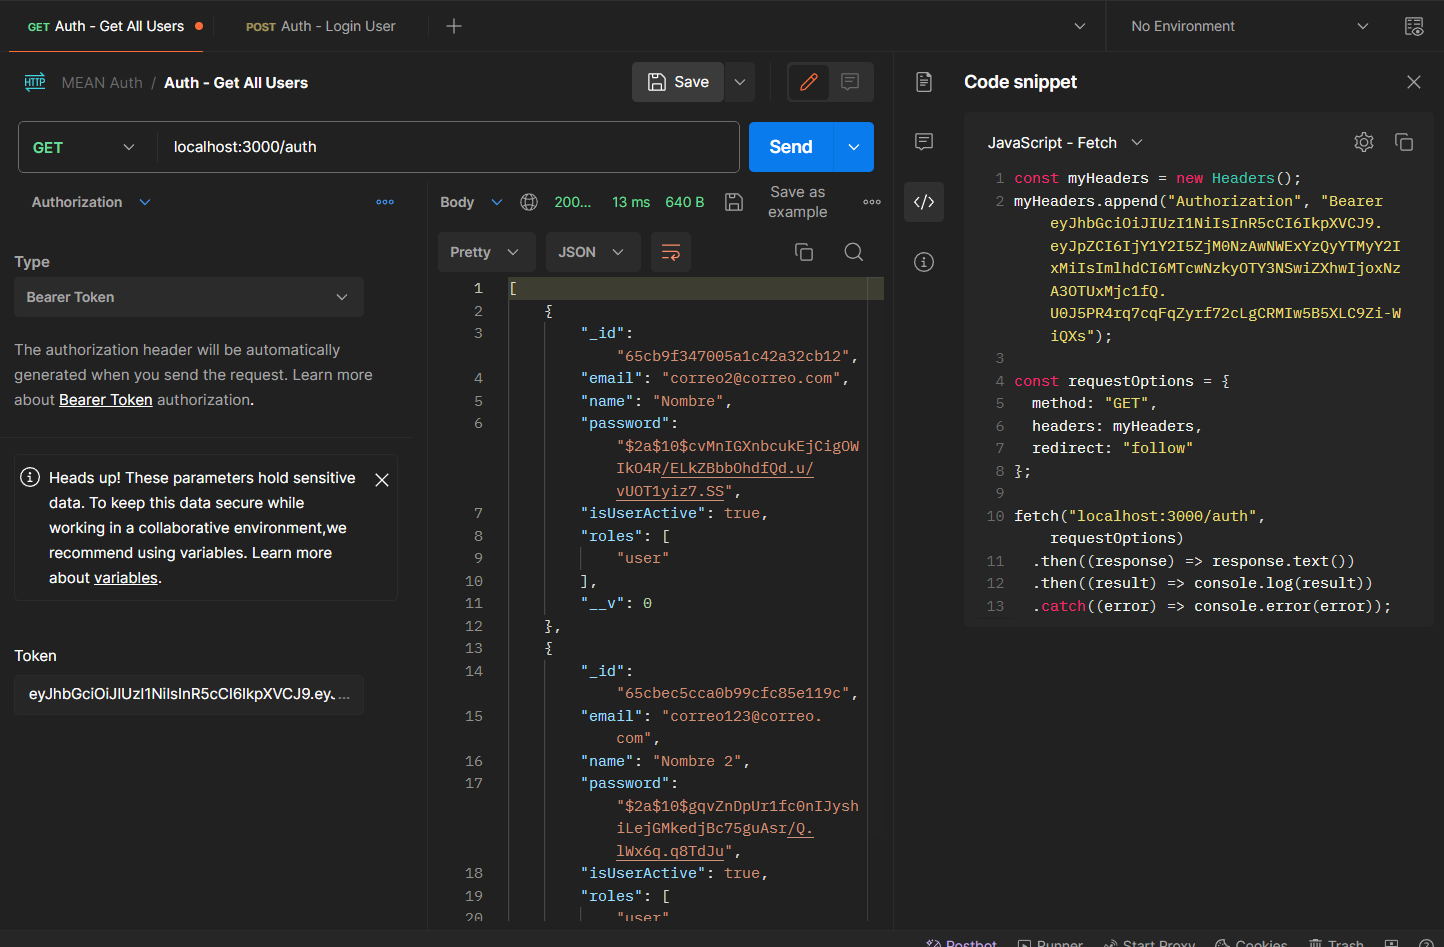 GET Auth - Get All Users
POST Auth - Login User
No Environment
HTTP MEAN Auth / Auth - Get All Users
Save
GET localhost:3000/auth
Send
Authorization
Type
Bearer Token
The authorization header will be automatically
generated when you send the request. Learn more
about Bearer Token authorization.
Heads up! These parameters hold sensitive
data. To keep this data secure while
working in a collaborative environment,we
recommend using variables. Learn more
about variables.
Token
eyJhbGciOiJIUzI1NiIsInR5cCI6IkpXVCJ9.ey. ...
Body 200... 13 ms 640 B Save as
example
Pretty JSON
1 [
2 {
3 "_id":
"65cb9f347005a1c42a32cb12",
4 "email": "correo2@correo.com",
5 "name": "Nombre",
6 "password":
"$2a$10$cvMnIGXnbcukEjCigOW
IkO4R/ELkZBbbOhdfQd.u/
vUOT1yiz7.SS",
7 "isUserActive": true,
8 "roles": [
9 "user"
10 ],
11 "__v": 0
12 },
13 {
14 "_id":
"65cbec5cca0b99cfc85e119c",
15 "email": "correo123@correo.
com",
16 "name": "Nombre 2",
17 "password":
"$2a$10$gqvZnDpUr1fc0nIJysh
iLejGMkedjBc75guAsr/Q.
lWx6q.q8TdJu",
18 "isUserActive": true,
19 "roles": [
20 "user"
Code snippet
JavaScript - Fetch
1 const myHeaders = new Headers();
2 myHeaders.append("Authorization", "Bearer
eyJhbGciOiJIUzI1NiIsInR5cCI6IkpXVCJ9.
eyJpZCI6IjY1Y2I5ZjM0NzAwNWExYzQyYTMyY2I
xMiIsImlhdCI6MTcwNzkyOTY3NSwiZXhwIjoxNz
A3OTUxMjc1fQ.
U0J5PR4rq7cqFqZyrf72cLgCRMIw5B5XLC9Zi-W
iQXs");
3
4 const requestOptions = {
5 method: "GET",
6 headers: myHeaders,
7 redirect: "follow"
8 };
9
10 fetch("localhost:3000/auth",
requestOptions)
11 .then((response) => response.text())
12 .then((result) => console.log(result))
13 .catch((error) => console.error(error));
Postbot Runner Start Proxy Cookies Trash